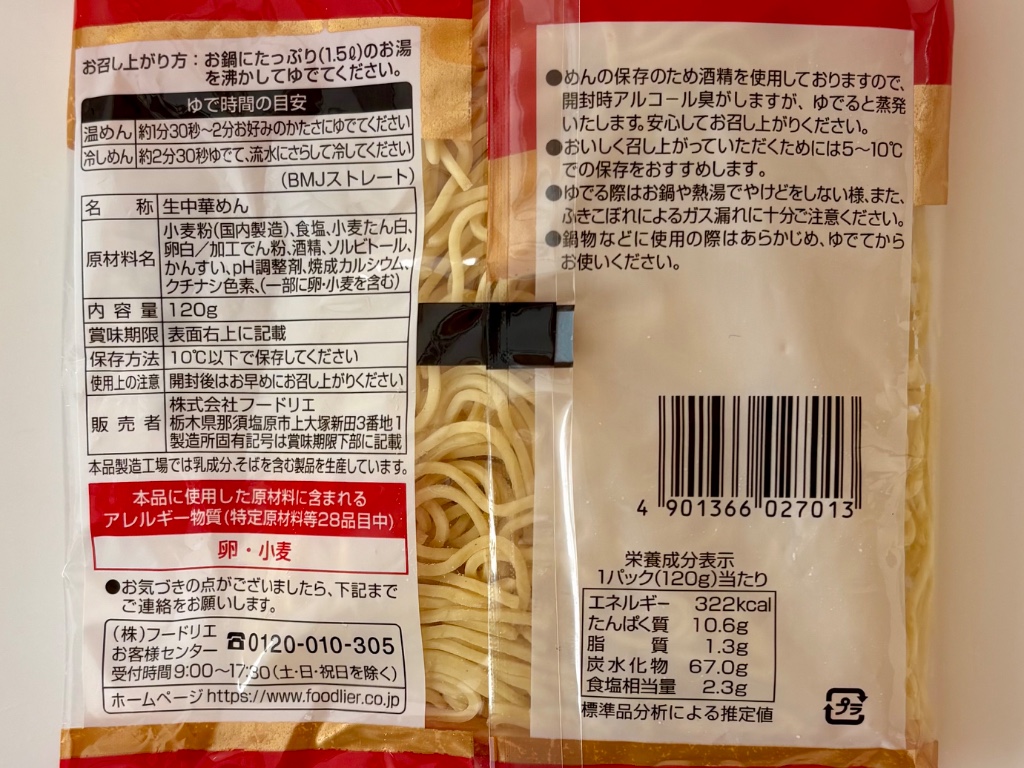 お召し上がり方：お鍋にたっぷり(1.5ℓ)のお湯
を沸かしてゆでてください。
ゆで時間の目安
温めん 約1分30秒～2分お好みのかたさにゆでてください
冷しめん 約2分30秒ゆでて、流水にさらして冷してください
(BMJストレート)
名称 生中華めん
原材料名 小麦粉(国内製造)、食塩、小麦たん白、
卵白／加工でん粉、酒精、ソルビトール、
かんすい、pH調整剤、焼成カルシウム、
クチナシ色素、(一部に卵・小麦を含む)
内容量 120g
賞味期限 表面右上に記載
保存方法 10℃以下で保存してください
使用上の注意 開封後はお早めにお召し上がりください
販売者 株式会社フードリエ
栃木県那須塩原市上大塚新田3番地1
製造所固有記号は賞味期限下部に記載
本品製造工場では乳成分、そばを含む製品を生産しています。
本品に使用した原材料に含まれる
アレルギー物質(特定原材料等28品目中)
卵・小麦
●お気づきの点がございましたら、下記まで
ご連絡をお願いします。
(株)フードリエ
お客様センター ☎0120-010-305
受付時間9:00～17:30(土・日・祝日を除く)
ホームページhttps://www.foodlier.co.jp
●めんの保存のため酒精を使用しておりますので、
開封時アルコール臭がしますが、ゆでると蒸発
いたします。安心してお召し上がりください。
●おいしく召し上がっていただくためには5～10℃
での保存をおすすめします。
●ゆでる際はお鍋や熱湯でやけどをしない様、また、
ふきこぼれによるガス漏れに十分ご注意ください。
●鍋物などに使用の際はあらかじめ、ゆでてから
お使いください。
4 901366 027013
栄養成分表示
1パック(120g)当たり
エネルギー 322kcal
たんぱく質 10.6g
脂質 1.3g
炭水化物 67.0g
食塩相当量 2.3g
標準品分析による推定値
プラ